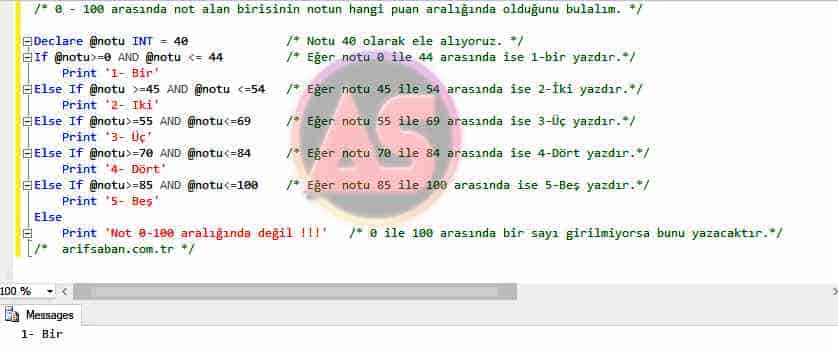 /* 0 - 100 arasında not alan birisinin notun hangi puan aralığında olduğunu bulalım. */
Declare @notu INT = 40 /* Notu 40 olarak ele alıyoruz. */
If @notu>=0 AND @notu <= 44 /* Eğer notu 0 ile 44 arasında ise 1-bir yazdır.*/
Print '1- Bir'
Else If @notu >=45 AND @notu <=54 /* Eğer notu 45 ile 54 arasında ise 2-İki yazdır.*/
Print '2- Iki'
Else If @notu>=55 AND @notu<=69 /* Eğer notu 55 ile 69 arasında ise 3-Üç yazdır.*/
Print '3- Üç'
Else If @notu>=70 AND @notu<=84 /* Eğer notu 70 ile 84 arasında ise 4-Dört yazdır.*/
Print '4- Dört'
Else If @notu>=85 AND @notu<=100 /* Eğer notu 85 ile 100 arasında ise 5-Beş yazdır.*/
Print '5- Beş'
Else
Print 'Not 0-100 aralığında değil !!!' /* 0 ile 100 arasında bir sayı girilmiyorsa bunu yazacaktır.*/
/* arifsaban.com.tr */
AS
100 %
Messages
1- Bir